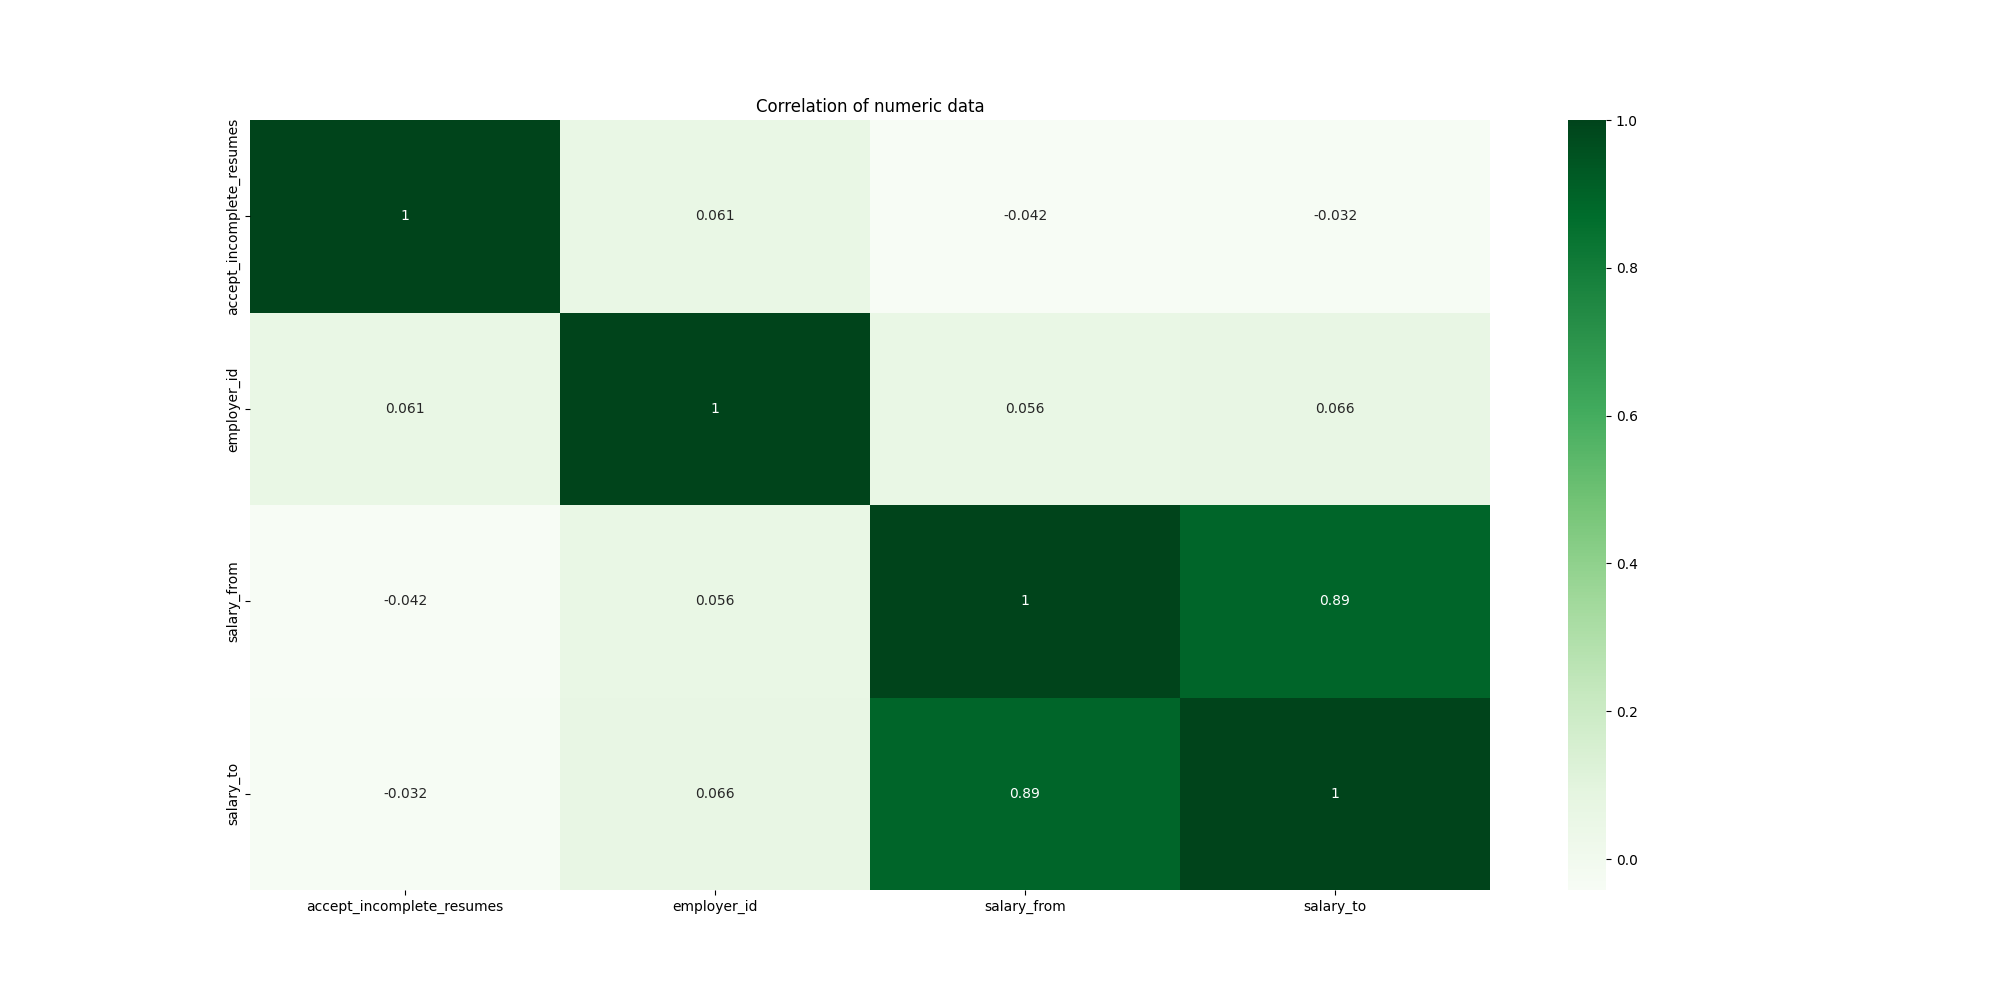 Correlation of numeric data
accept_incomplete_resumes
1
0.061
-0.042
-0.032
employer_id
0.061
1
0.056
0.066
salary_from
-0.042
0.056
1
0.89
salary_to
-0.032
0.066
0.89
1
accept_incomplete_resumes
employer_id
salary_from
salary_to
1.0
0.8
0.6
0.4
0.2
0.0